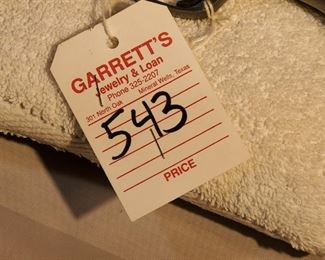 GARRETT'S
Jewelry & Loan
Phone 325-2207
301 North Oak Mineral Wells, Texas
543
PRICE